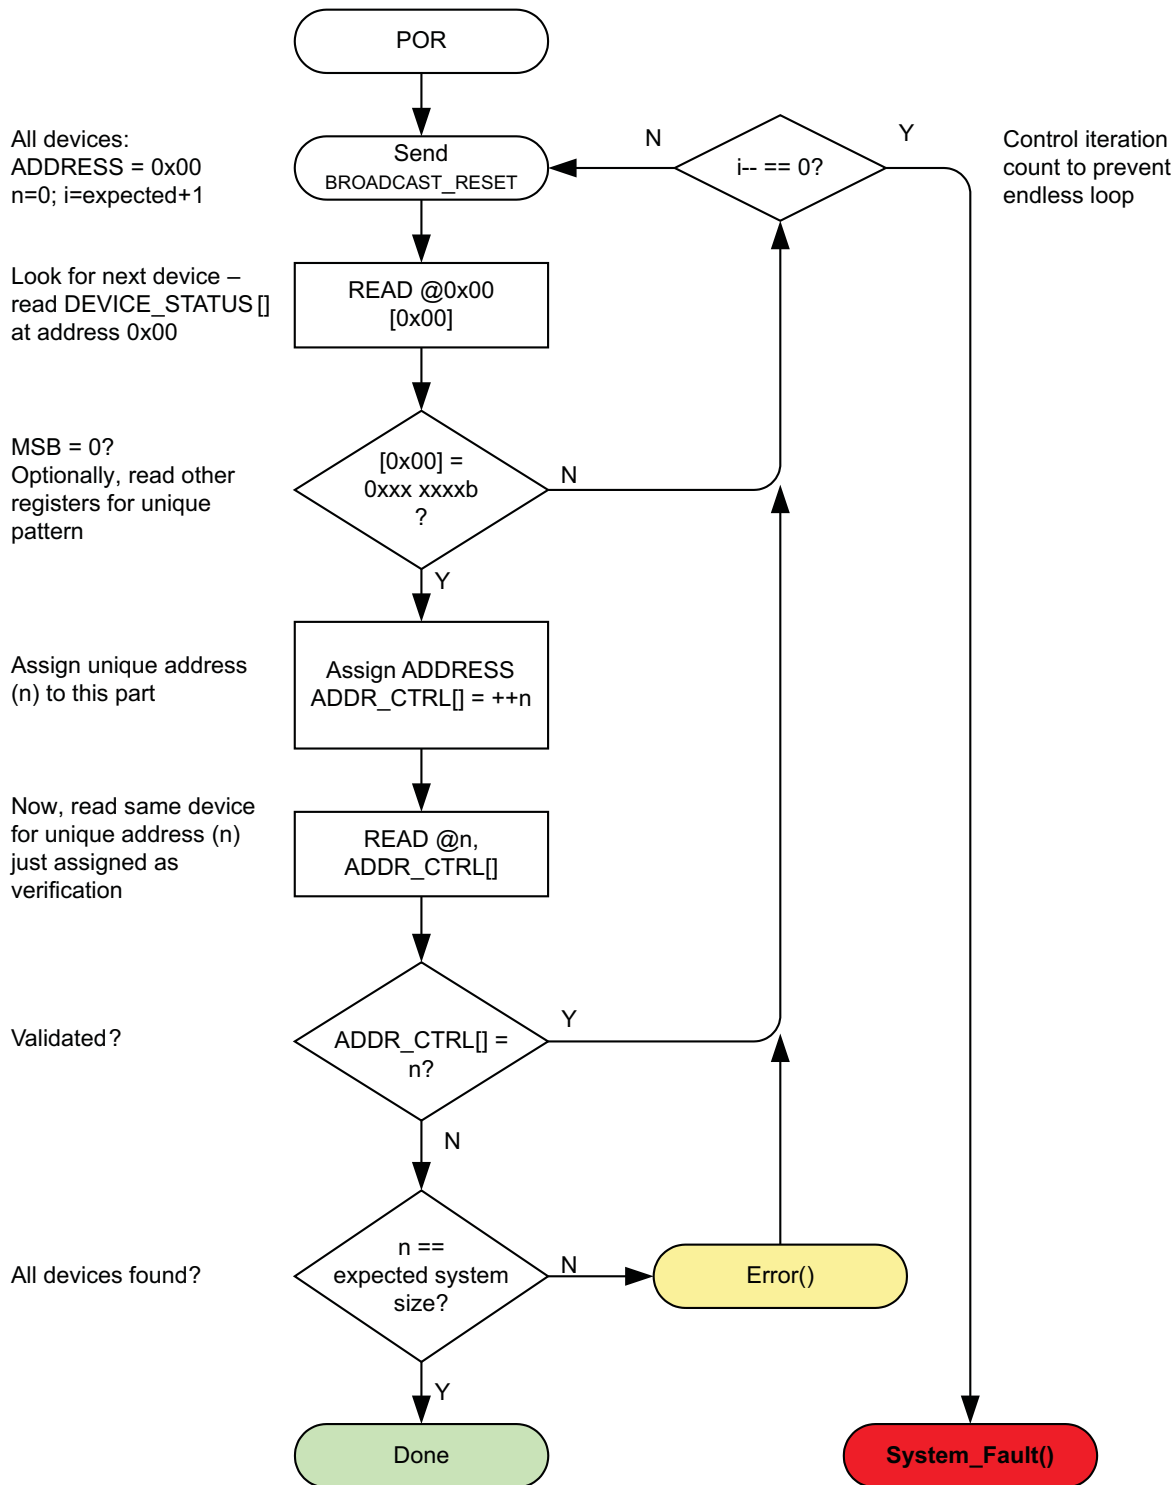 POR
All devices:
ADDRESS = 0x00
n=0; i=expected+1
Send
BROADCAST_RESET
N
i-- == 0?
Y
Control iteration
count to prevent
endless loop
Look for next device –
read DEVICE_STATUS[]
at address 0x00
READ @0x00
[0x00]
MSB = 0?
Optionally, read other
registers for unique
pattern
[0x00] =
0xxx xxxxb
?
N
Y
Assign unique address
(n) to this part
Assign ADDRESS
ADDR_CTRL[] = ++n
Now, read same device
for unique address (n)
just assigned as
verification
READ @n,
ADDR_CTRL[]
Validated?
ADDR_CTRL[] =
n?
Y
N
All devices found?
n ==
expected system
size?
N
Error()
Y
Done
System_Fault()